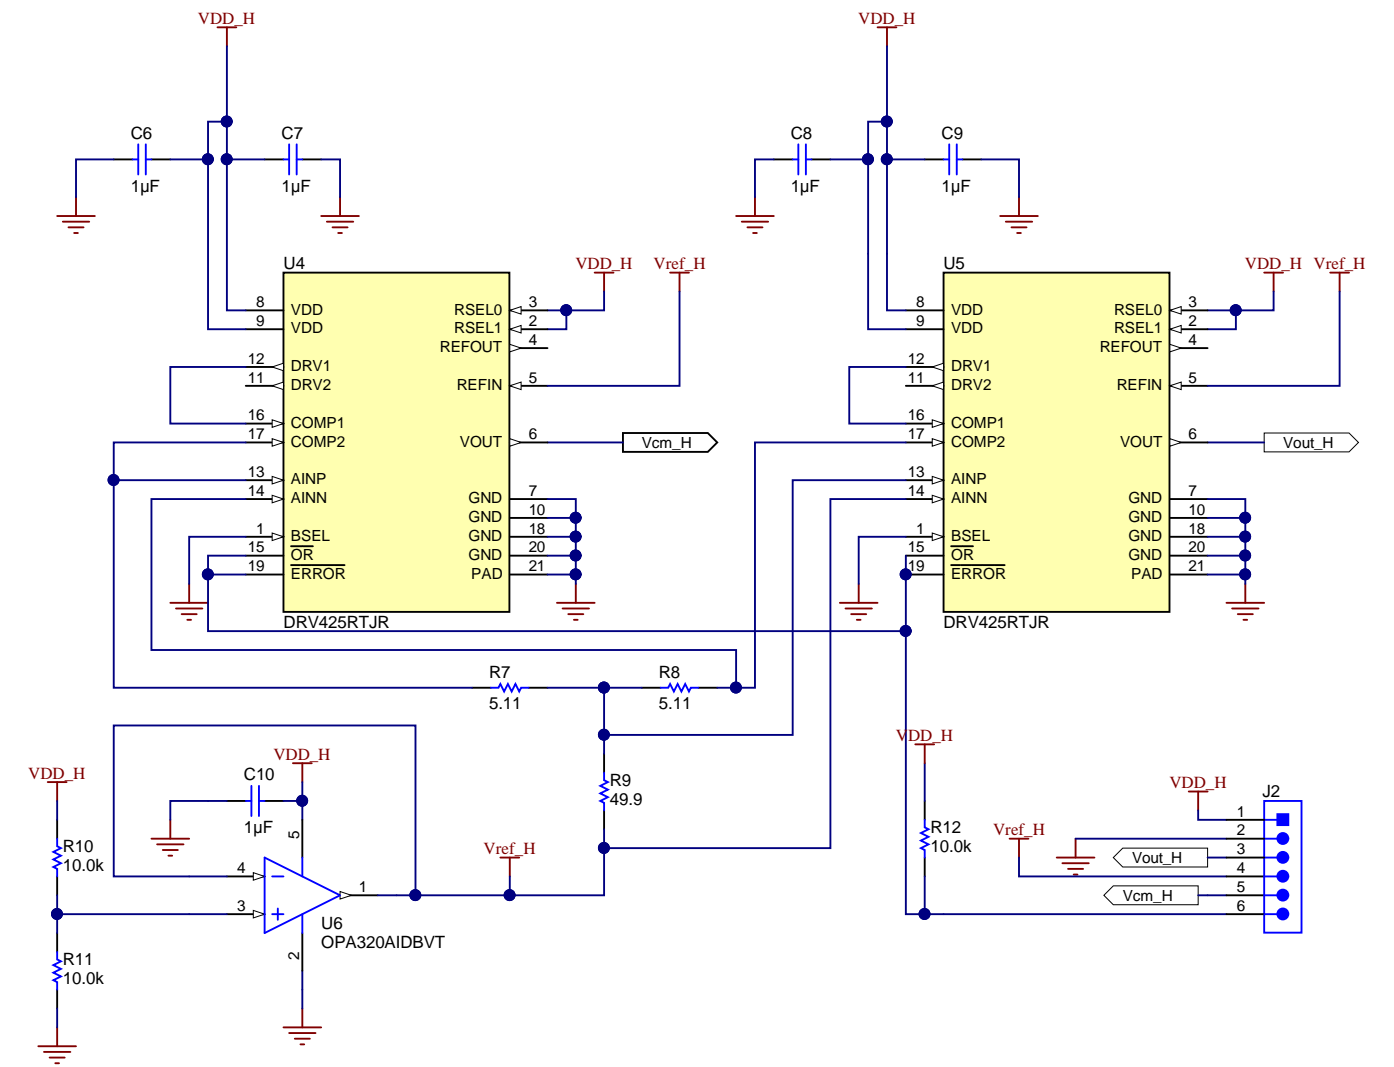 VDD_H
VDD_H
C6
C7
C8
C9
1µF
1µF
1µF
1µF
U4
VDD_H
Vref_H
8
VDD
9
VDD
12
DRV1
11
DRV2
16
COMP1
17
COMP2
13
AINP
14
AINN
1
BSEL
15
OR
19
ERROR
RSEL0
3
RSEL1
2
REFOUT
4
REFIN
5
VOUT
6
Vcm_H
GND
7
GND
10
GND
18
GND
20
PAD
21
DRV425RTJR
U5
VDD_H
Vref_H
8
VDD
9
VDD
12
DRV1
11
DRV2
16
COMP1
17
COMP2
13
AINP
14
AINN
1
BSEL
15
OR
19
ERROR
RSEL0
3
RSEL1
2
REFOUT
4
REFIN
5
VOUT
6
Vout_H
GND
7
GND
10
GND
18
GND
20
PAD
21
DRV425RTJR
R7
5.11
R8
5.11
R9
49.9
VDD_H
R10
10.0k
R11
10.0k
C10
1µF
VDD_H
5
4
3
1
2
U6
OPA320AIDBVT
Vref_H
VDD_H
R12
10.0k
Vref_H
VDD_H
J2
1
2
Vout_H
3
4
Vcm_H
5
6